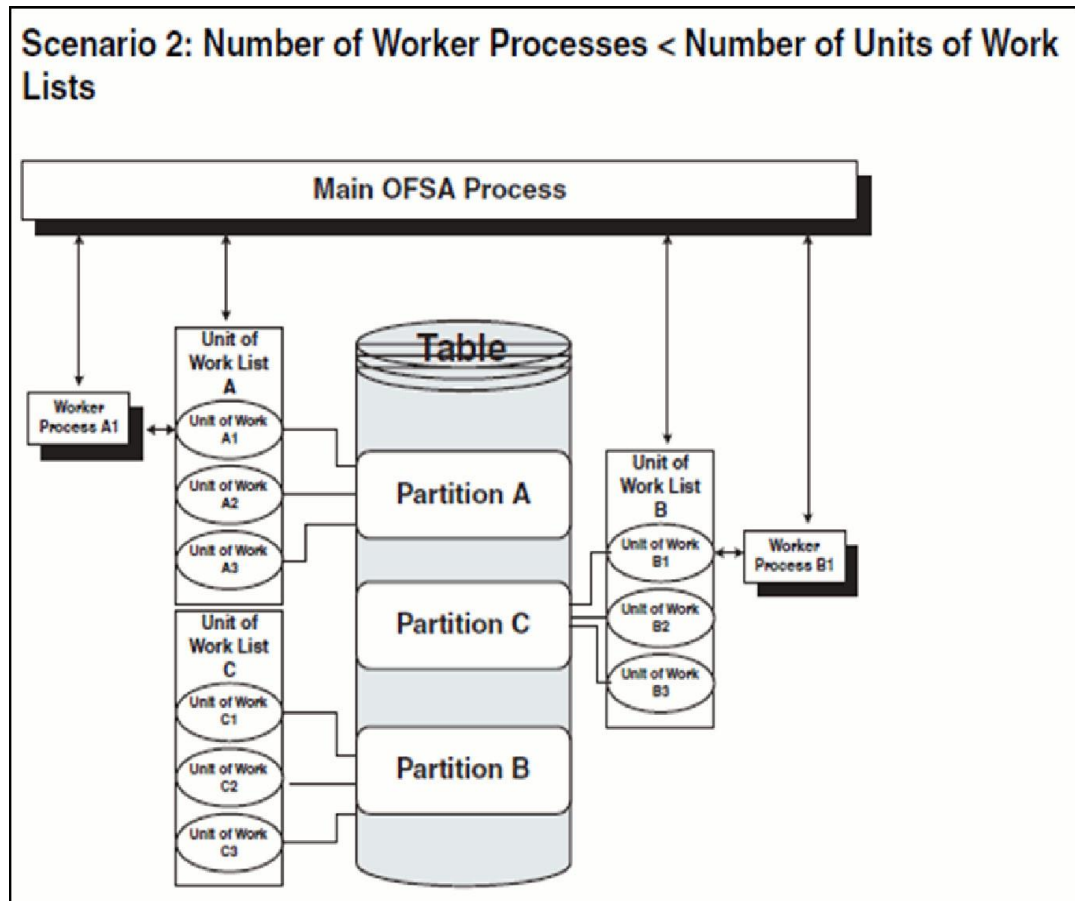 Scenario 2: Number of Worker Processes < Number of Units of Work
Lists
Main OFSA Process
Unit of
Work List
A
Worker
Process A1
Unit of Work
A1
Unit of Work
A2
Unit of Work
A3
Unit of
Work List
C
Unit of Work
C1
Unit of Work
C2
Unit of Work
C3
Table
Partition A
Partition C
Partition B
Unit of
Work List
B
Unit of Work
B1
Unit of Work
B2
Unit of Work
B3
Worker
Process B1